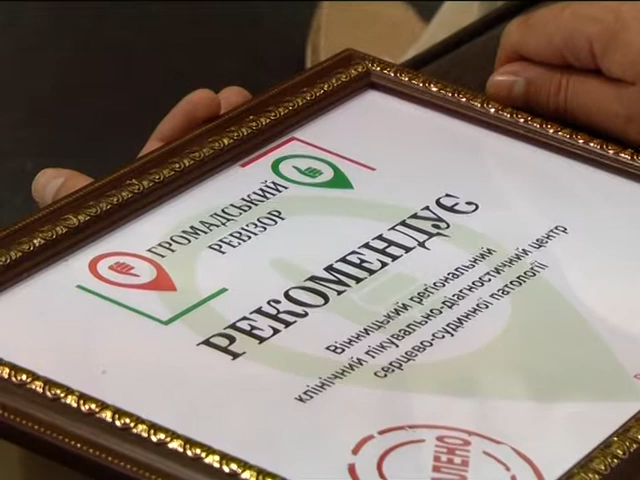 ГРОМАДСЬКИЙ
РЕВІЗОР
РЕКОМЕНДУЄ
Вінницький регіональний
клінічний лікувально-діагностичний центр
серцево-судинної патології